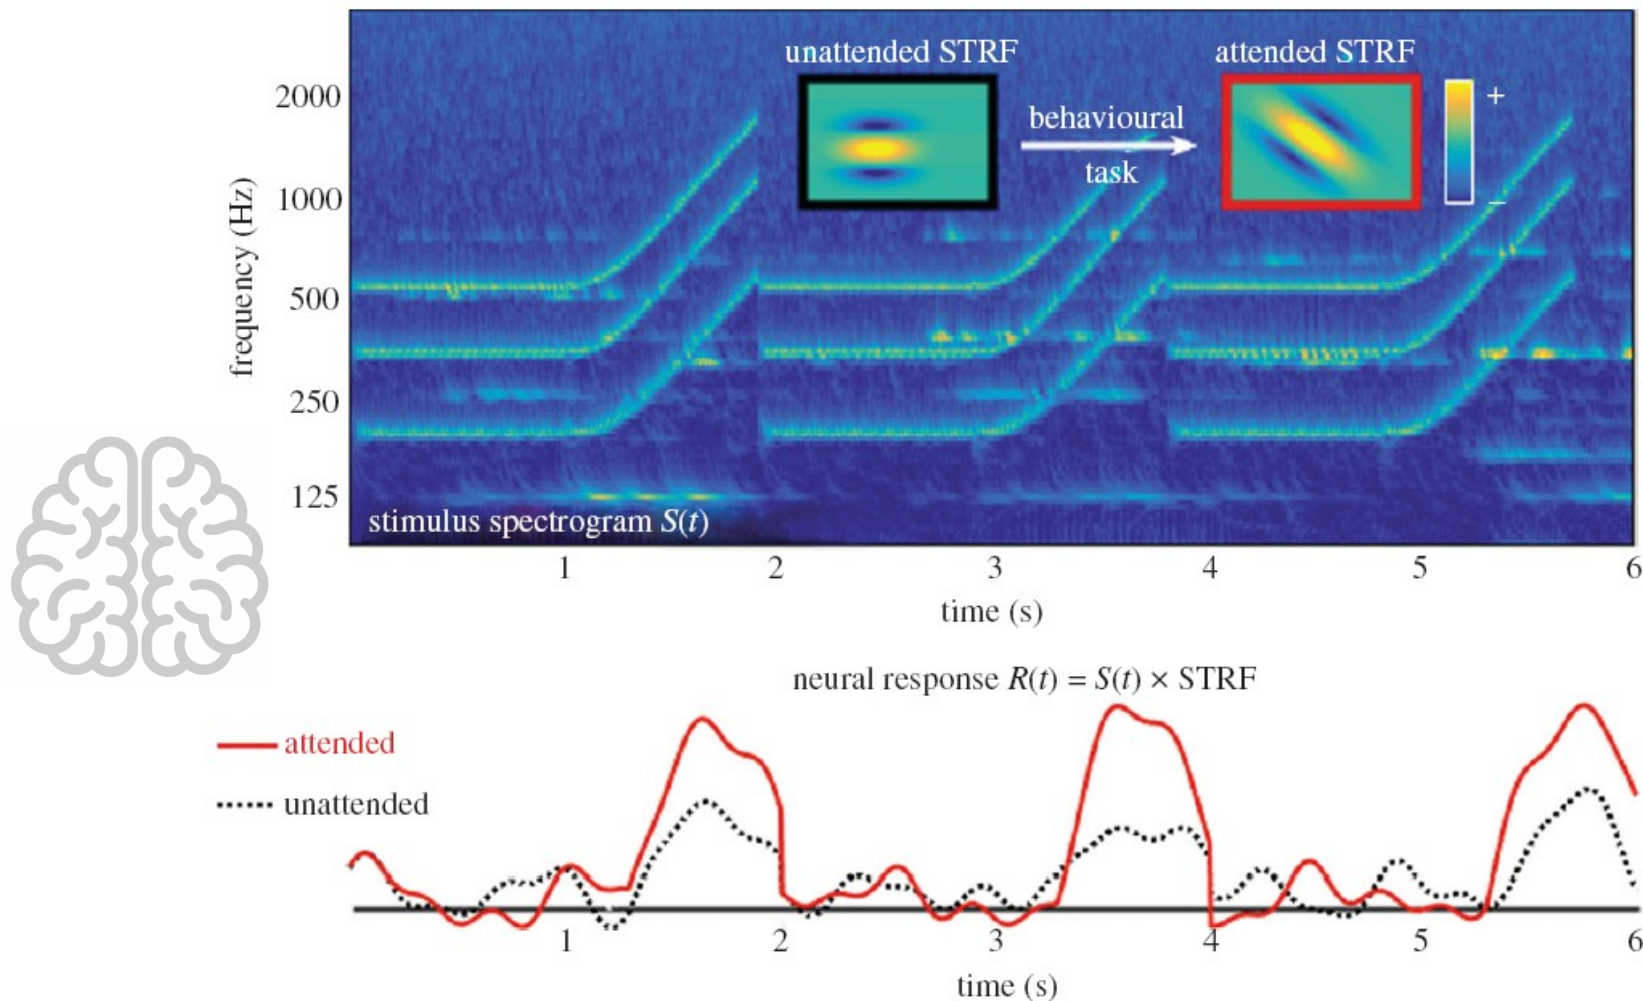 unattended STRF
attended STRF
behavioural
task
+
–
2000
1000
500
250
125
frequency (Hz)
stimulus spectrogram S(t)
1 2 3 4 5 6
time (s)
neural response R(t) = S(t) × STRF
attended
unattended
1 2 3 4 5 6
time (s)